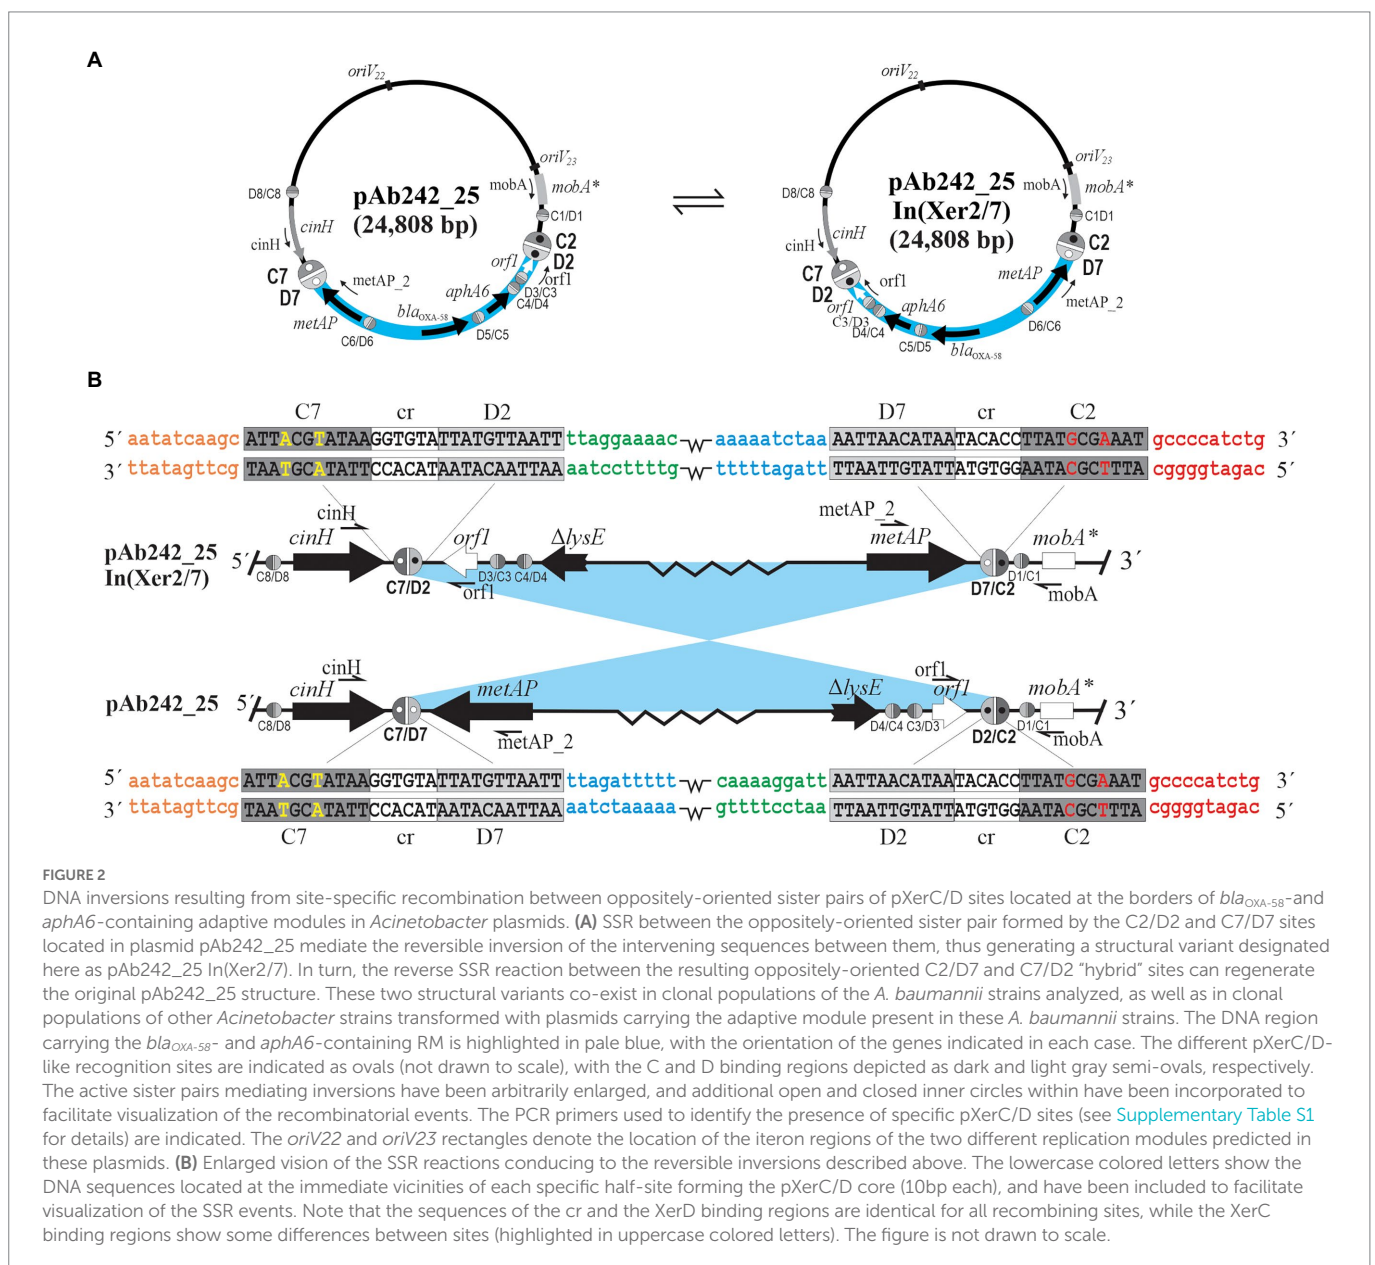 A
oriV22
oriV22
oriV23
oriV23
mobA
mobA*
mobA
mobA*
D8/C8
D8/C8
pAb242_25
(24,808 bp)
pAb242_25
In(Xer2/7)
(24,808 bp)
C1/D1
C1D1
cinH
cinH
cinH
cinH
C2
D2
C2
D7
C7
D7
C7
D2
metAP_2
orf1
orf1
D3/C3
C4/D4
aphA6
metAP
blaOXA-58
D5/C5
C6/D6
orf1
orf1
C3/D3
D4/C4
aphA6
metAP
metAP_2
D6/C6
C5/D5
blaOXA-58
B
C7 cr D2 D7 cr C2
5´ aatatcaagc ATTACGTATAAGGTGTATTATGTTAATT ttaggaaaac aaaaatctaa AATTAACATAATACACCTTATGCGAAAT gccccatctg 3´
3´ ttatagttcg TAATGCATATTCCACATAATACAATTAA aatccttttg tttttagatt TTAATTGTATTATGTGGAATACGCTTTA cggggtagac 5´
cinH metAP_2
cinH orf1 ΔlysE metAP mobA*
pAb242_25
In(Xer2/7)
5´ 3´
C8/D8 C7/D2 D3/C3 C4/D4 D7/C2 D1/C1
orf1 mobA
cinH orf1
cinH metAP ΔlysE orf1 mobA*
pAb242_25 5´ 3´
C8/D8 C7/D7 D4/C4 C3/D3 D2/C2 D1/C1
metAP_2 mobA
5´ aatatcaagc ATTACGTATAAGGTGTATTATGTTAATT ttagattttt caaaaggatt AATTAACATAATACACCTTATGCGAAAT gccccatctg 3´
3´ ttatagttcg TAATGCATATTCCACATAATACAATTAA aatctaaaaa gttttcctaa TTAATTGTATTATGTGGAATACGCTTTA cggggtagac 5´
C7 cr D7 D2 cr C2
FIGURE 2
DNA inversions resulting from site-specific recombination between oppositely-oriented sister pairs of pXerC/D sites located at the borders of blaOXA-58-and
aphA6-containing adaptive modules in Acinetobacter plasmids. (A) SSR between the oppositely-oriented sister pair formed by the C2/D2 and C7/D7 sites
located in plasmid pAb242_25 mediate the reversible inversion of the intervening sequences between them, thus generating a structural variant designated
here as pAb242_25 In(Xer2/7). In turn, the reverse SSR reaction between the resulting oppositely-oriented C2/D7 and C7/D2 "hybrid" sites can regenerate
the original pAb242_25 structure. These two structural variants co-exist in clonal populations of the A. baumannii strains analyzed, as well as in clonal
populations of other Acinetobacter strains transformed with plasmids carrying the adaptive module present in these A. baumannii strains. The DNA region
carrying the blaOXA-58- and aphA6-containing RM is highlighted in pale blue, with the orientation of the genes indicated in each case. The different pXerC/D-
like recognition sites are indicated as ovals (not drawn to scale), with the C and D binding regions depicted as dark and light gray semi-ovals, respectively.
The active sister pairs mediating inversions have been arbitrarily enlarged, and additional open and closed inner circles within have been incorporated to
facilitate visualization of the recombinatorial events. The PCR primers used to identify the presence of specific pXerC/D sites (see Supplementary Table S1
for details) are indicated. The oriV22 and oriV23 rectangles denote the location of the iteron regions of the two different replication modules predicted in
these plasmids. (B) Enlarged vision of the SSR reactions conducing to the reversible inversions described above. The lowercase colored letters show the
DNA sequences located at the immediate vicinities of each specific half-site forming the pXerC/D core (10bp each), and have been included to facilitate
visualization of the SSR events. Note that the sequences of the cr and the XerD binding regions are identical for all recombining sites, while the XerC
binding regions show some differences between sites (highlighted in uppercase colored letters). The figure is not drawn to scale.